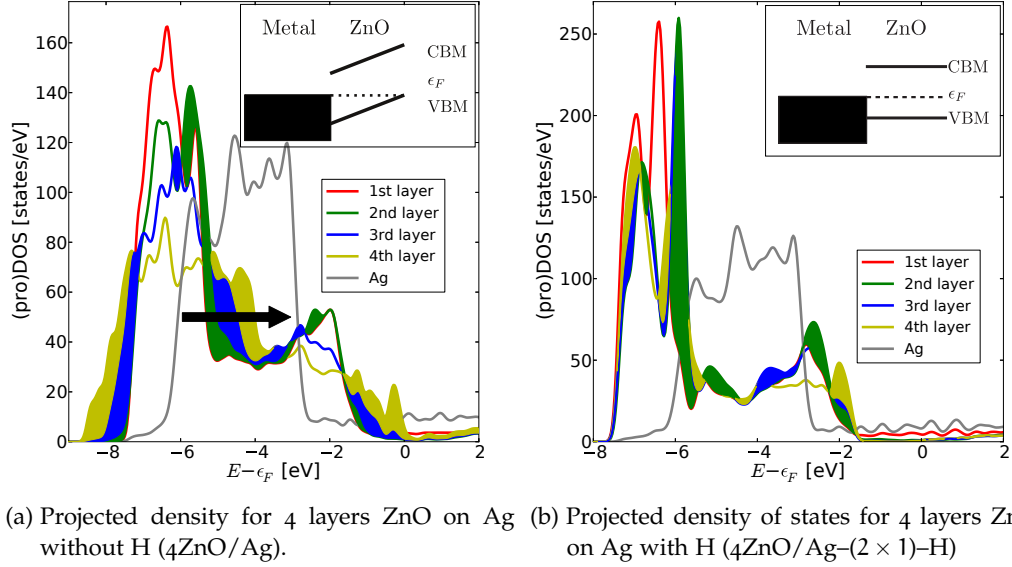 Metal ZnO
CBM
ϵF
VBM
1st layer
2nd layer
3rd layer
4th layer
Ag
(pro)DOS [states/eV]
160
140
120
100
80
60
40
20
0
−8 −6 −4 −2 0 2
E−ϵF [eV]
(a) Projected density for 4 layers ZnO on Ag
without H (4ZnO/Ag).
Metal ZnO
CBM
ϵF
VBM
1st layer
2nd layer
3rd layer
4th layer
Ag
(pro)DOS [states/eV]
250
200
150
100
50
0
−8 −6 −4 −2 0 2
E−ϵF [eV]
(b) Projected density of states for 4 layers Zn
on Ag with H (4ZnO/Ag–(2 × 1)–H)